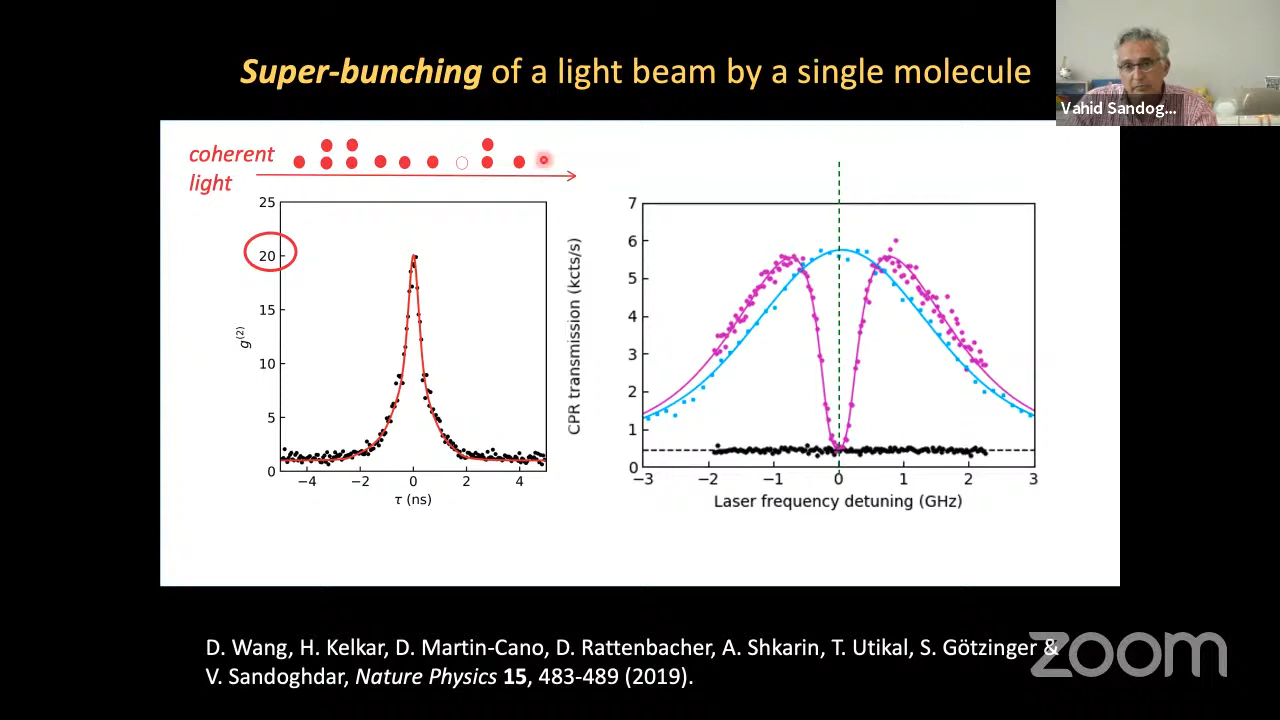 Super-bunching of a light beam by a single molecule
Vahid Sandog...
coherent
light
25
20
15
10
5
0
g(2)
−4 −2 0 2 4
τ (ns)
7
6
5
4
3
2
1
0
CPR transmission (kcts/s)
−3 −2 −1 0 1 2 3
Laser frequency detuning (GHz)
D. Wang, H. Kelkar, D. Martin-Cano, D. Rattenbacher, A. Shkarin, T. Utikal, S. Götzinger &
V. Sandoghdar, Nature Physics 15, 483-489 (2019).
zoom